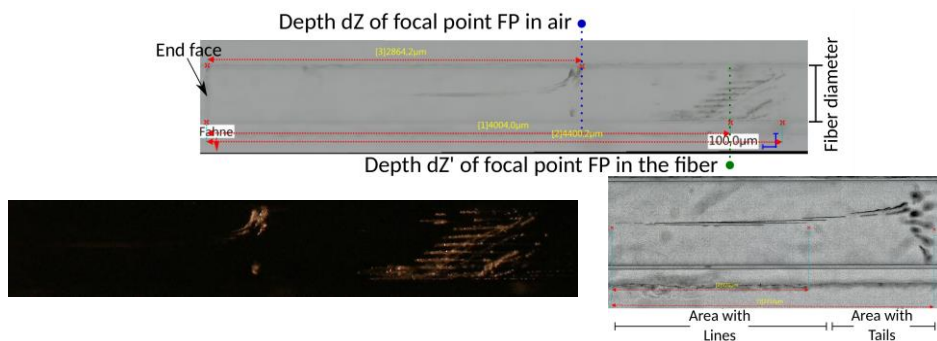 Depth dZ of focal point FP in air
End face
[3]2864,2µm
Fiber diameter
Fahne
[1]4004,0µm
[2]4400,2µm
100,0µm
Depth dZ' of focal point FP in the fiber
Area with
Lines
Area with
Tails